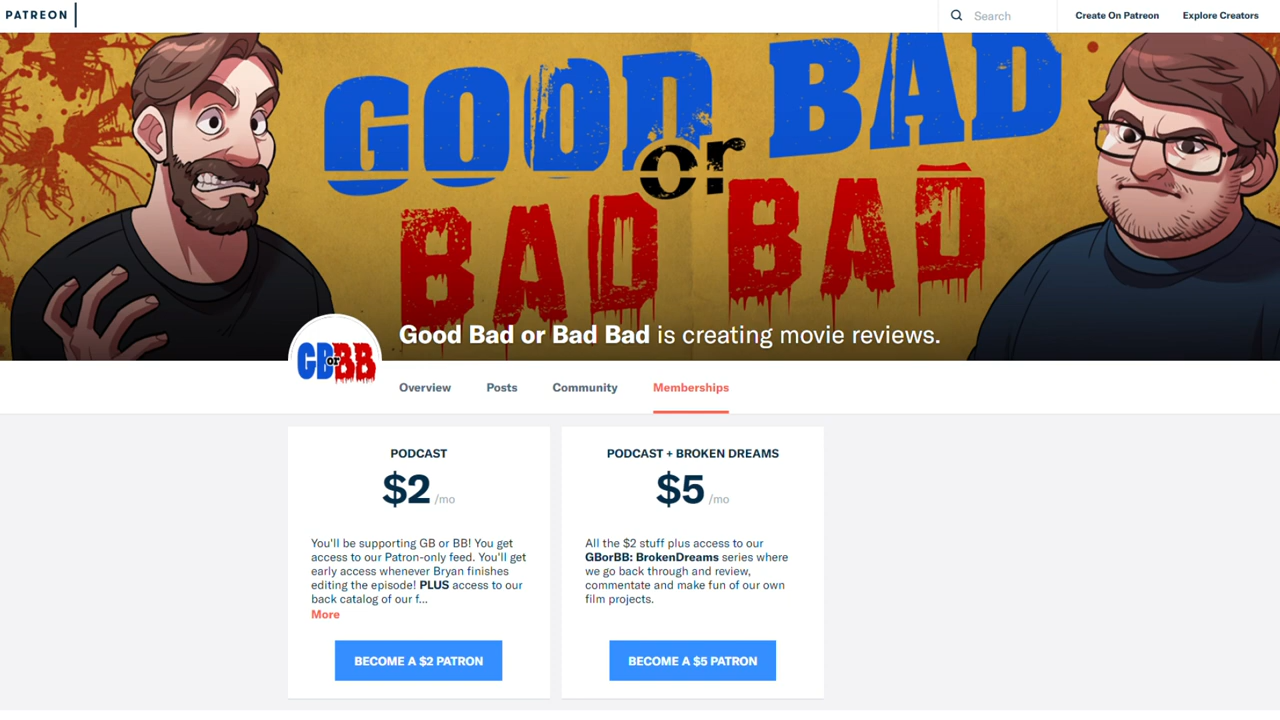 PATREON
Search
Create On Patreon
Explore Creators
GOOD BAD
or
BAD BAD
GB or BB
Good Bad or Bad Bad is creating movie reviews.
Overview
Posts
Community
Memberships
PODCAST
$2 /mo
You'll be supporting GB or BB! You get
access to our Patron-only feed. You'll get
early access whenever Bryan finishes
editing the episode! PLUS access to our
back catalog of our f...
More
BECOME A $2 PATRON
PODCAST + BROKEN DREAMS
$5 /mo
All the $2 stuff plus access to our
GBorBB: BrokenDreams series where
we go back through and review,
commentate and make fun of our own
film projects.
BECOME A $5 PATRON